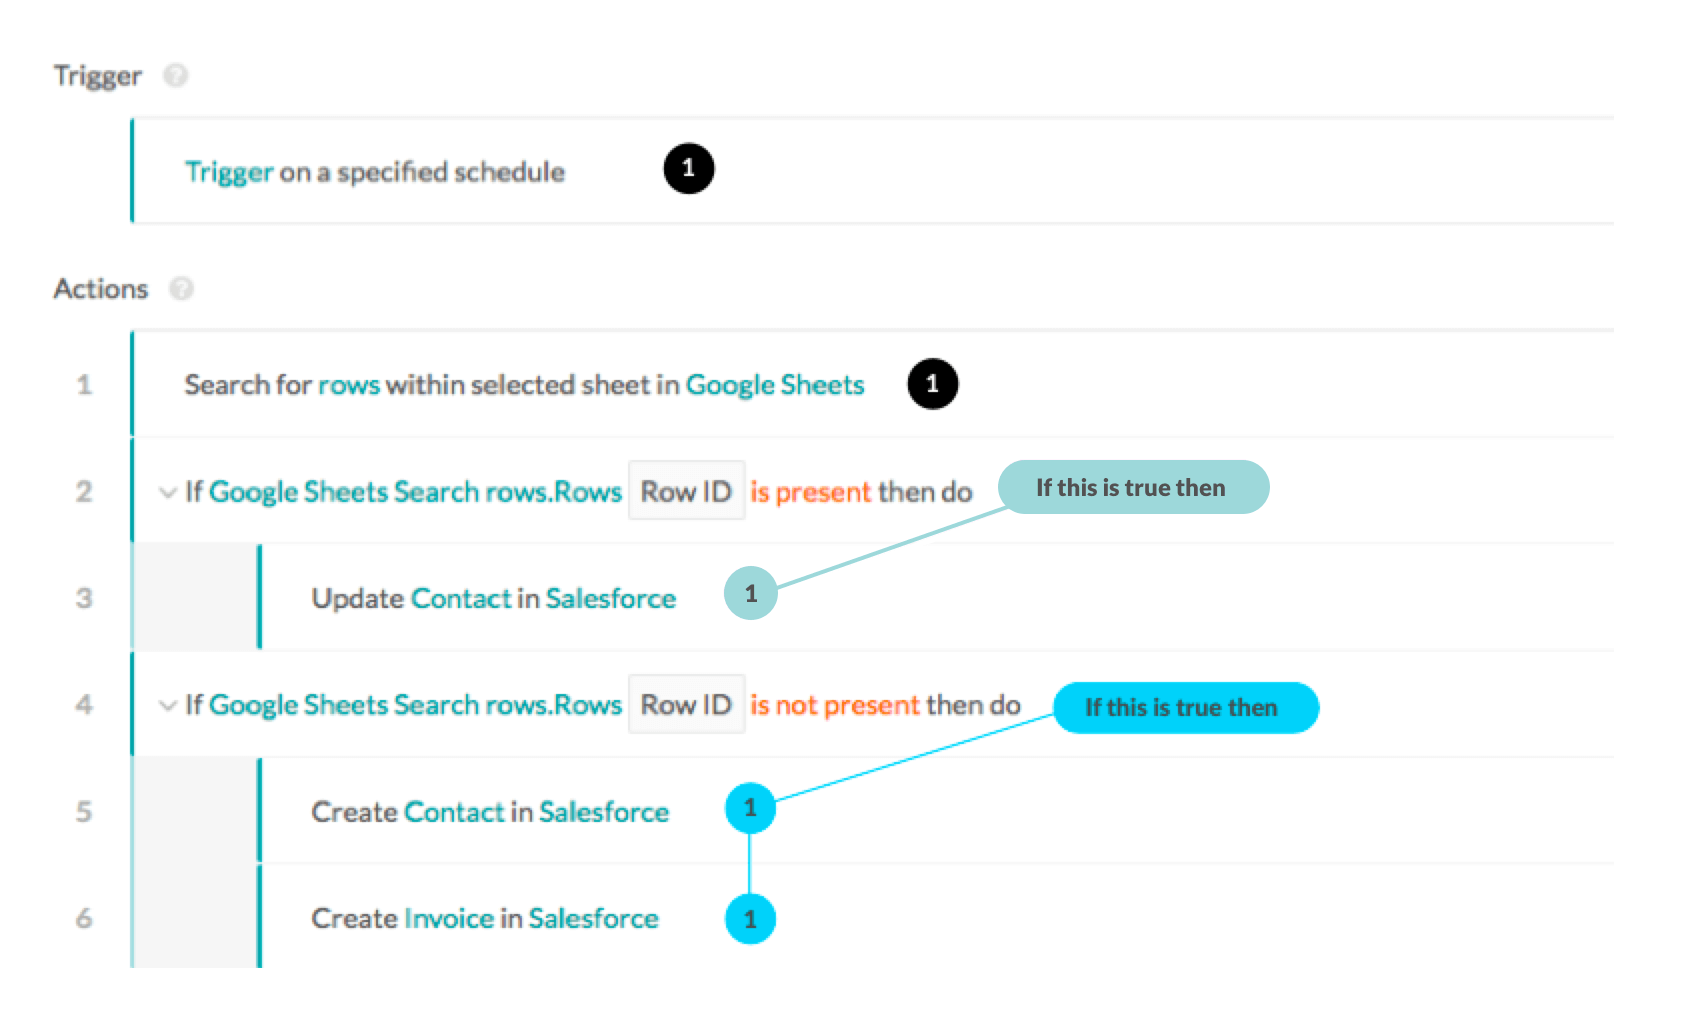 Trigger ?
Trigger on a specified schedule 1
Actions ?
1 Search for rows within selected sheet in Google Sheets 1
2 If Google Sheets Search rows.Rows Row ID is present then do If this is true then
3 Update Contact in Salesforce 1
4 If Google Sheets Search rows.Rows Row ID is not present then do If this is true then
5 Create Contact in Salesforce 1
6 Create Invoice in Salesforce 1